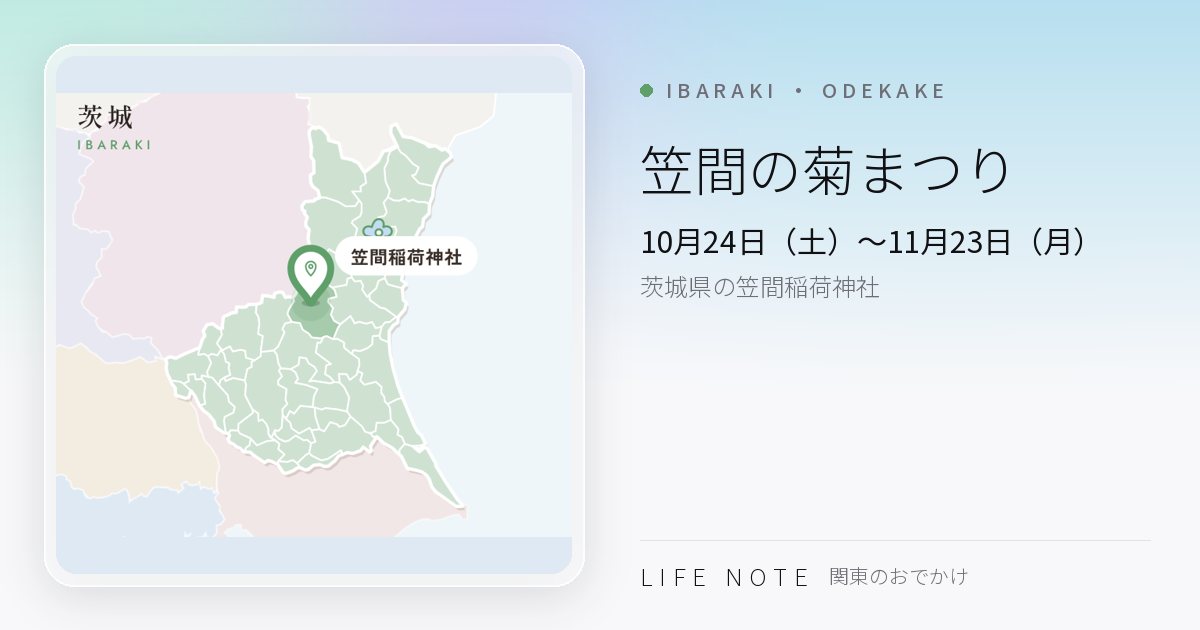 茨城
IBARAKI
笠間稲荷神社
IBARAKI • ODEKAKE
笠間の菊まつり
10月24日（土）〜11月23日（月）
茨城県の笠間稲荷神社
LIFE NOTE 関東のおでかけ